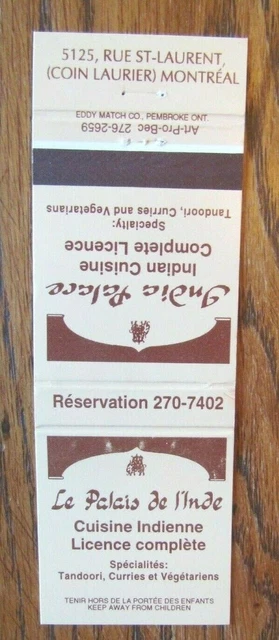 5125, RUE ST-LAURENT,
(COIN LAURIER) MONTRÉAL
EDDY MATCH CO., PEMBROKE ONT.
Art-Pro-Bec 276-2659
India Palace
Indian Cuisine
Complete Licence
Specialty:
Tandoori, Curries and Vegetarians
Réservation 270-7402
Le Palais de l'Inde
Cuisine Indienne
Licence complète
Spécialités:
Tandoori, Curries et Végétariens
TENIR HORS DE LA PORTÉE DES ENFANTS
KEEP AWAY FROM CHILDREN